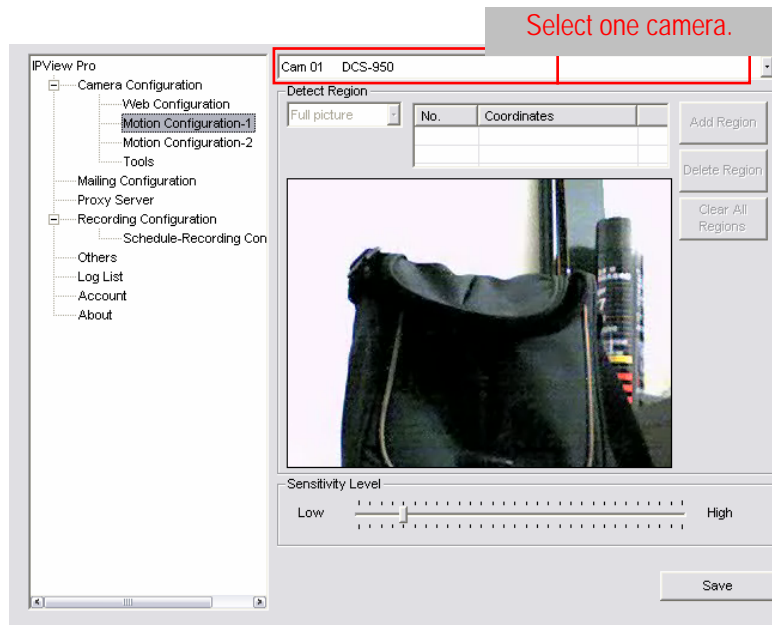 Select one camera.
IPView Pro
Camera Configuration
Web Configuration
Motion Configuration-1
Motion Configuration-2
Tools
Mailing Configuration
Proxy Server
Recording Configuration
Schedule-Recording Con
Others
Log List
Account
About
Cam 01 DCS-950
Detect Region
Full picture
No. Coordinates
Add Region
Delete Region
Clear All
Regions
Sensitivity Level
Low High
Save